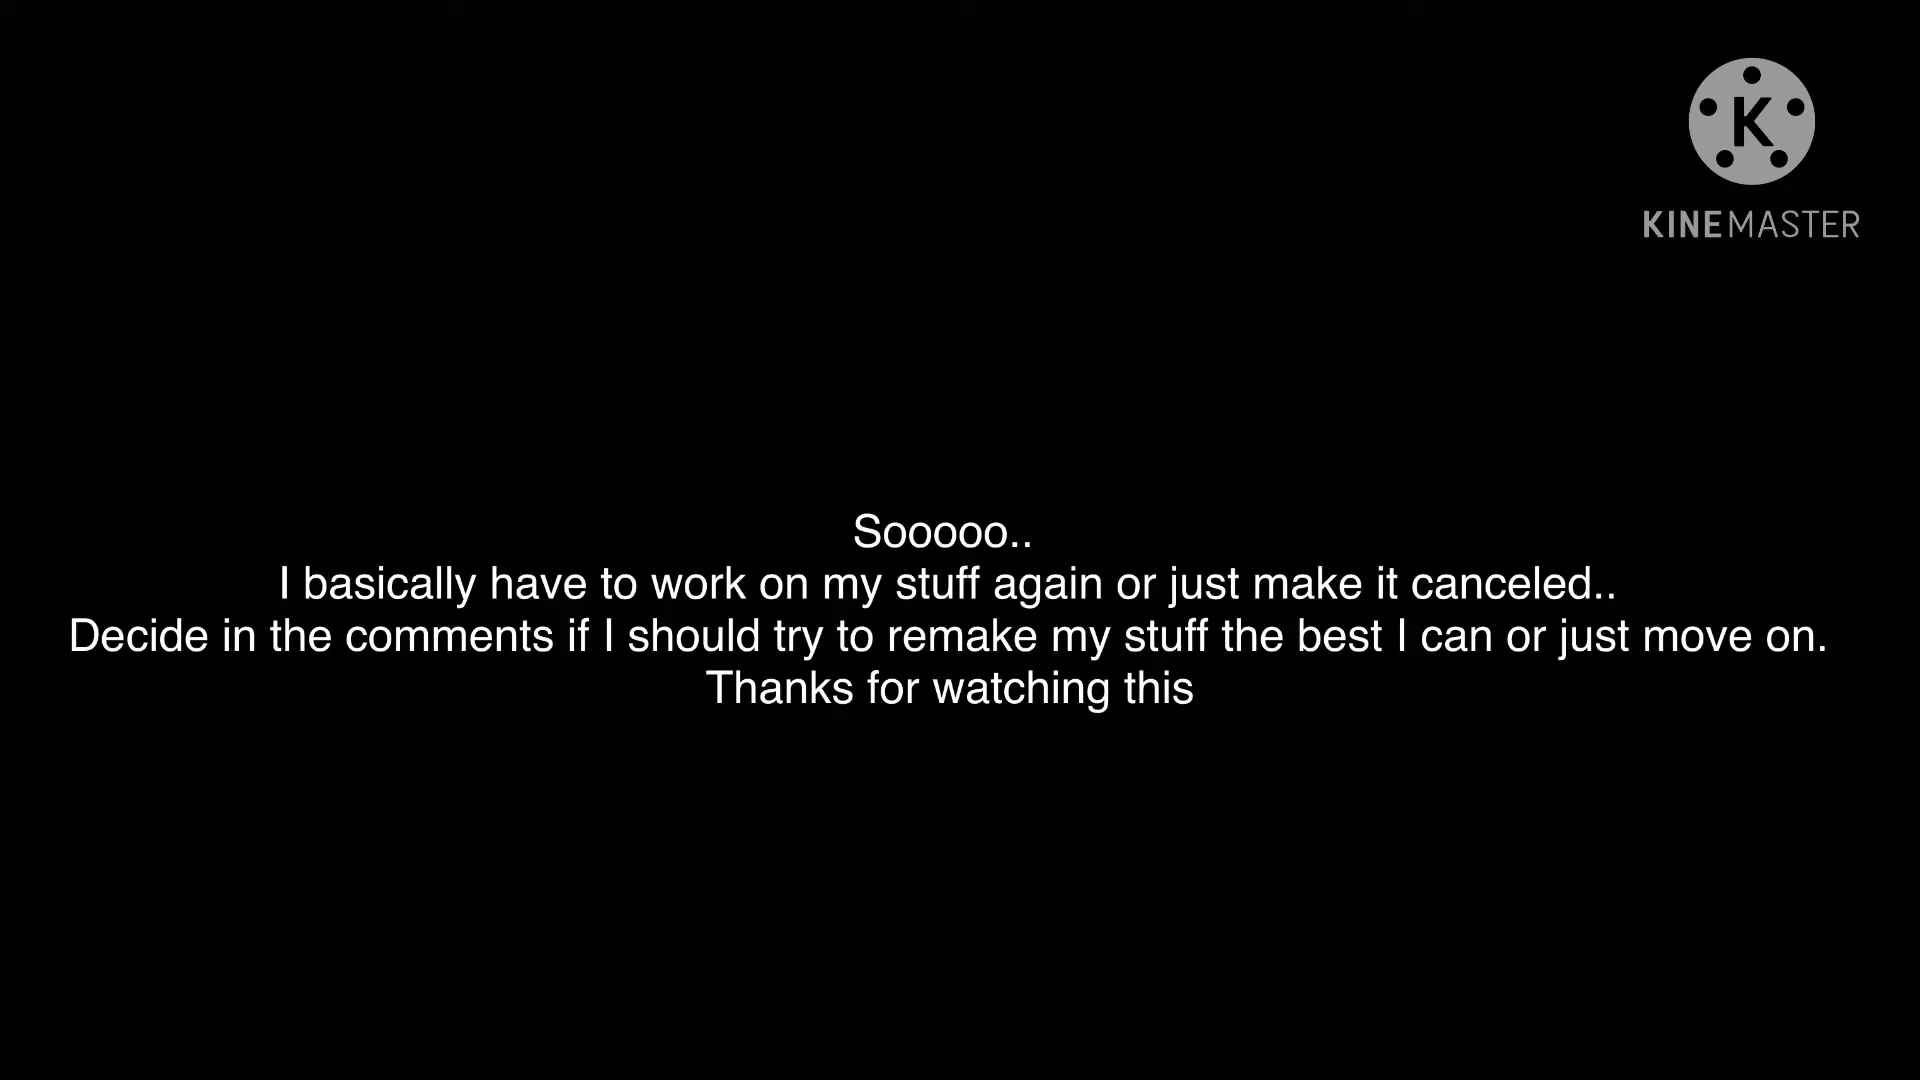 K
KINEMASTER
Sooooo..
I basically have to work on my stuff again or just make it canceled..
Decide in the comments if I should try to remake my stuff the best I can or just move on.
Thanks for watching this